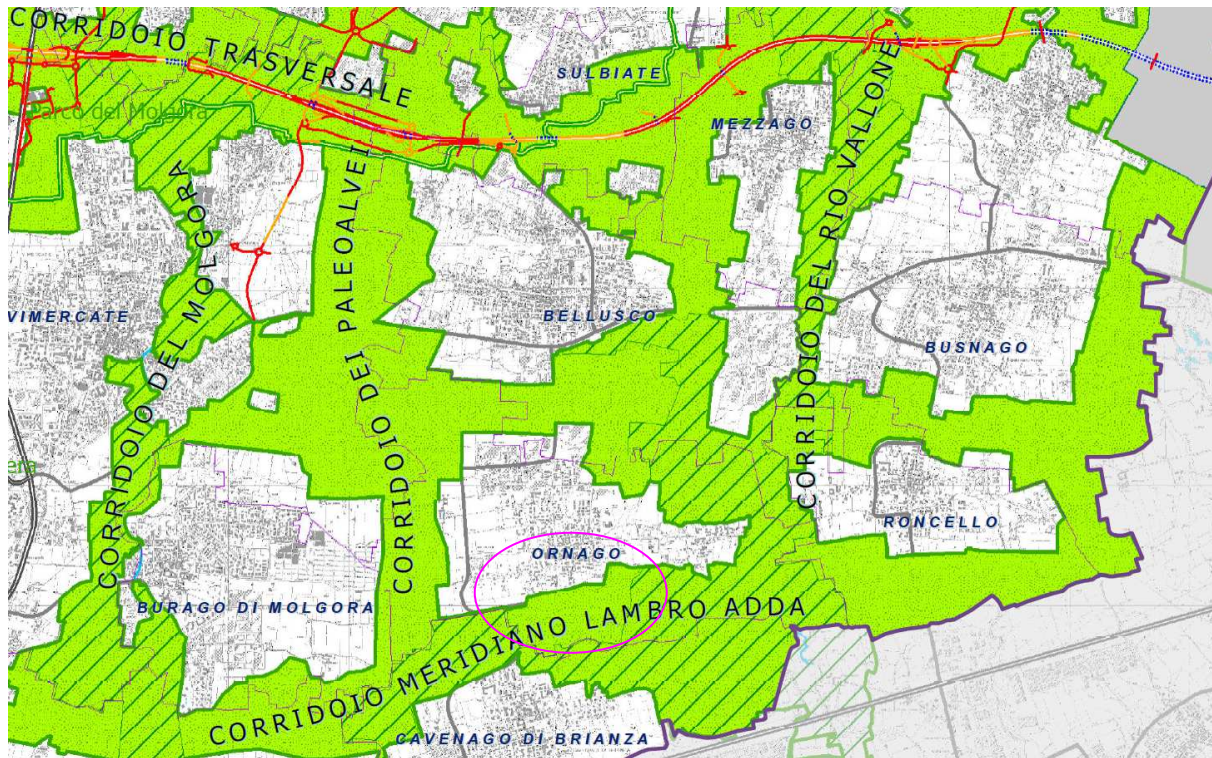 CORRIDOIO TRASVERSALE
SULBIATE
Parco del Molgora
MEZZAGO
CORRIDOIO DEL MOLGORA
CORRIDOIO DEI PALEOALVEI
CORRIDOIO DEL RIO VALLONE
VIMERCATE
BELLUSCO
BUSNAGO
RONCELLO
ORNAGO
BURAGO DI MOLGORA
CORRIDOIO MERIDIANO LAMBRO ADDA
CAVENAGO DI BRIANZA